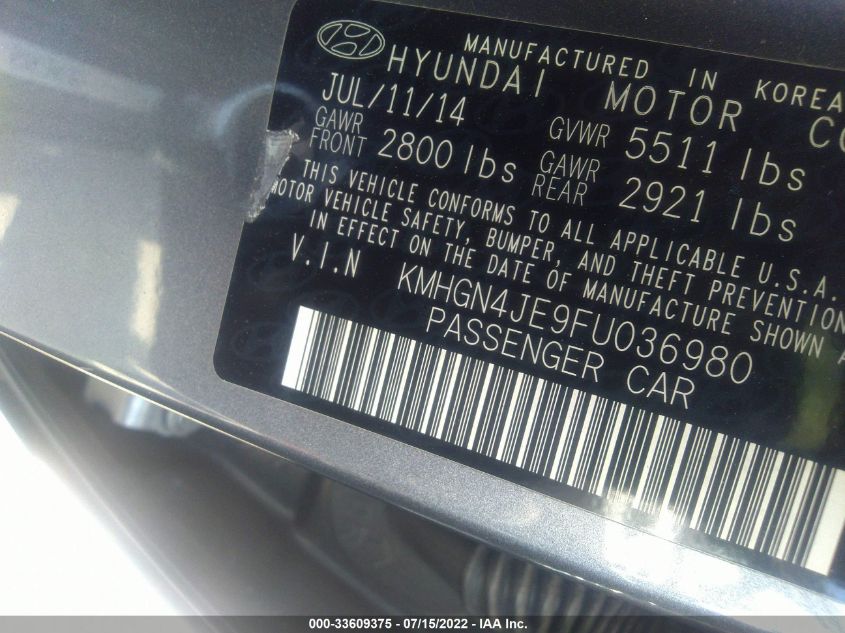 MANUFACTURED IN KOREA
HYUNDAI MOTOR
JUL/11/14
GVWR 5511 lbs
GAWR FRONT 2800 lbs
GAWR REAR 2921 lbs
THIS VEHICLE CONFORMS TO ALL APPLICABLE U.S.A.
MOTOR VEHICLE SAFETY, BUMPER, AND THEFT PREVENTION
IN EFFECT ON THE DATE OF MANUFACTURE SHOWN
V.I.N KMHGN4JE9FU036980
PASSENGER CAR
000-33609375 - 07/15/2022 - IAA Inc.